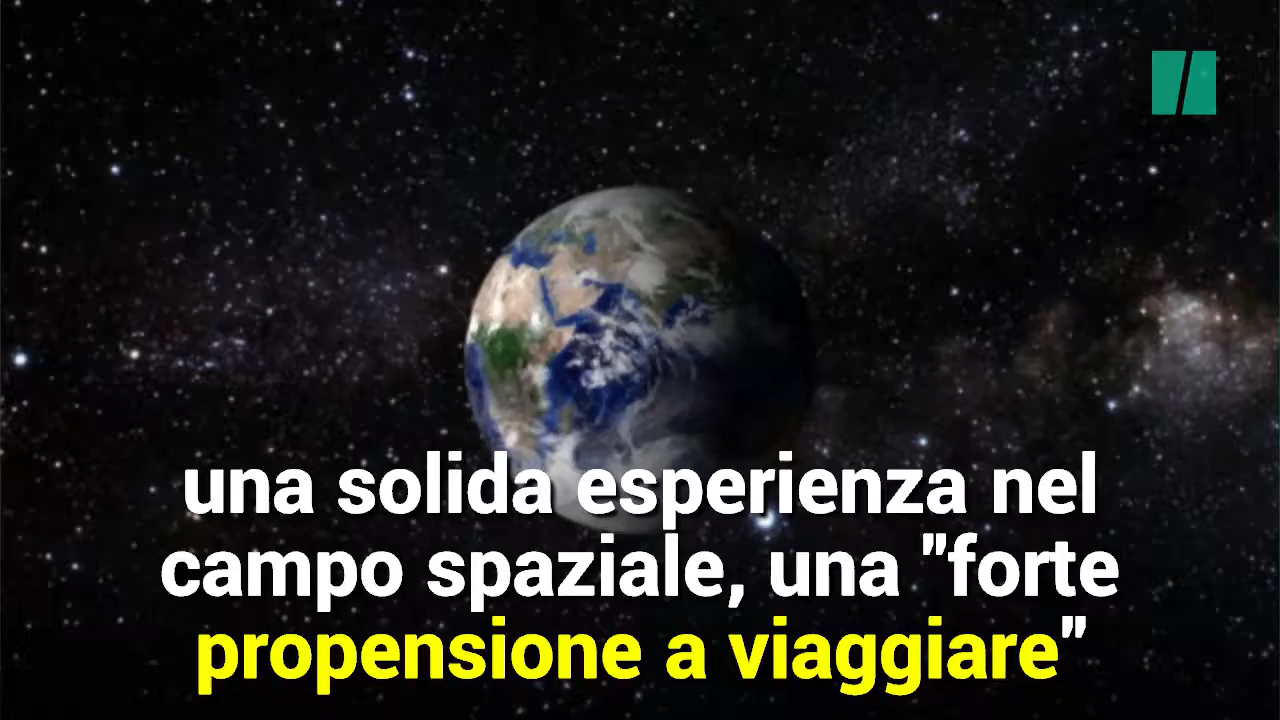 una solida esperienza nel
campo spaziale, una "forte
propensione a viaggiare"